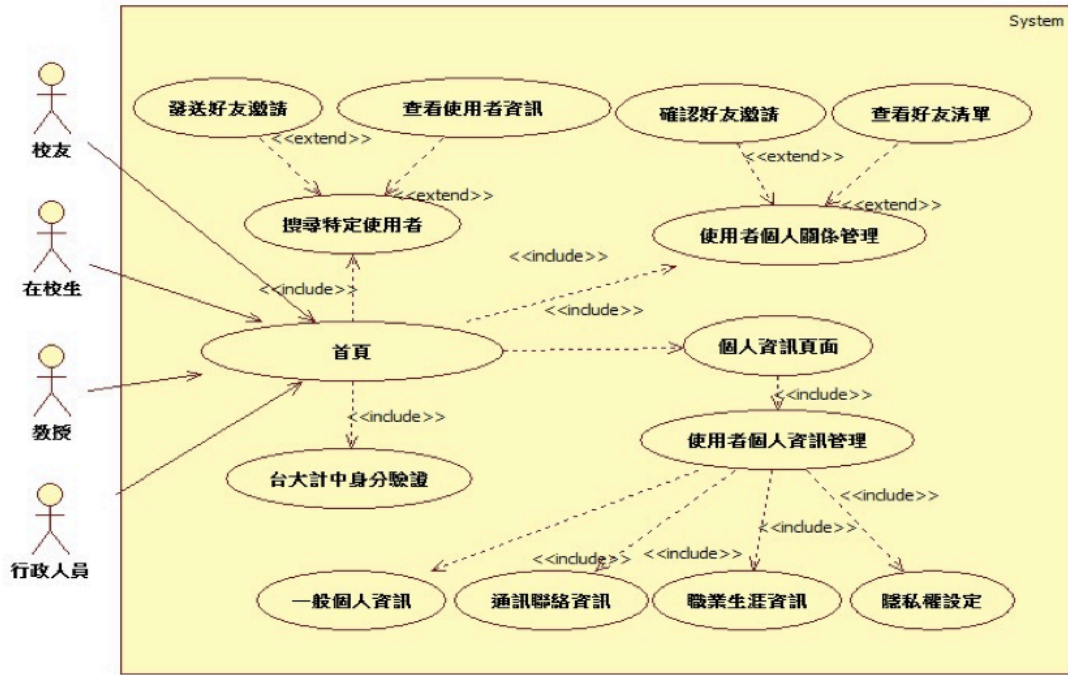 System
發送好友邀請
查看使用者資訊
確認好友邀請
查看好友清單
校友
<<extend>>
<<extend>>
<<extend>>
<<extend>>
搜尋特定使用者
使用者個人關係管理
<<include>>
在校生
<<include>>
<<include>>
首頁
個人資訊頁面
<<include>>
<<include>>
教授
使用者個人資訊管理
台大計中身分驗證
<<include>>
<<include>>
<<include>>
<<include>>
行政人員
一般個人資訊
通訊聯絡資訊
職業生涯資訊
隱私權設定